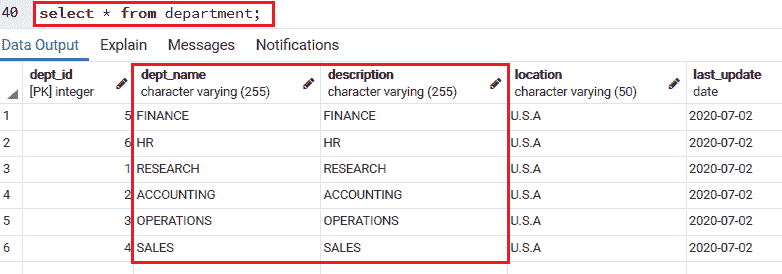 40 select * from department;
Data Output Explain Messages Notifications
dept_id dept_name description location last_update
[PK] integer character varying (255) character varying (255) character varying (50) date
1 5 FINANCE FINANCE U.S.A 2020-07-02
2 6 HR HR U.S.A 2020-07-02
3 1 RESEARCH RESEARCH U.S.A 2020-07-02
4 2 ACCOUNTING ACCOUNTING U.S.A 2020-07-02
5 3 OPERATIONS OPERATIONS U.S.A 2020-07-02
6 4 SALES SALES U.S.A 2020-07-02